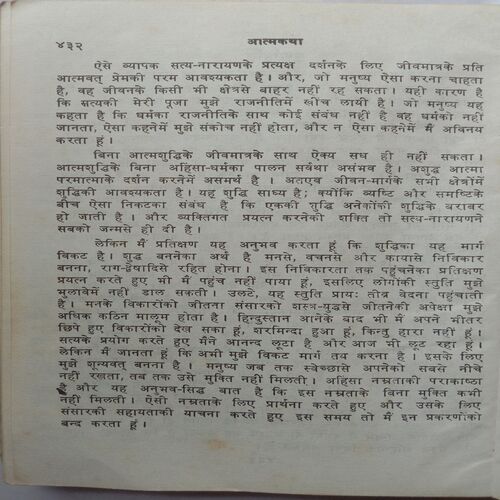 ४३२ आत्मकथा
ऐसे व्यापक सत्य-नारायणके प्रत्यक्ष दर्शनके लिए जीवमात्रके प्रति
आत्मवत् प्रेमकी परम आवश्यकता है । और, जो मनुष्य ऐसा करना चाहता
है, वह जीवनके किसी भी क्षेत्रसे बाहर नहीं रह सकता । यही कारण है
कि सत्यकी मेरी पूजा मुझे राजनीतिमें खींच लायी है । जो मनुष्य यह
कहता है कि धर्मका राजनीतिके साथ कोई संबंध नहीं है वह धर्मको नहीं
जानता, ऐसा कहनेमें मुझे संकोच नहीं होता, और न ऐसा कहनेमें मैं अविनय
करता हूं ।
बिना आत्मशुद्धिके जीवमात्रके साथ ऐक्य सध ही नहीं सकता ।
आत्मशुद्धिके बिना अहिंसा-धर्मका पालन सर्वथा असंभव है । अशुद्ध आत्मा
परमात्माके दर्शन करनेमें असमर्थ है । अतएव जीवन-मार्गके सभी क्षेत्रोंमें
शुद्धिकी आवश्यकता है । यह शुद्धि साध्य है; क्योंकि व्यष्टि और समष्टिके
बीच ऐसा निकटका संबंध है कि एककी शुद्धि अनेकोंकी शुद्धिके बराबर
हो जाती है । और व्यक्तिगत प्रयत्न करनेकी शक्ति तो सत्य-नारायणने
सबको जन्मसे ही दी है ।
लेकिन मैं प्रतिक्षण यह अनुभव करता हूं कि शुद्धिका यह मार्ग
विकट है । शुद्ध बननेका अर्थ है मनसे, वचनसे और कायासे निर्विकार
बनना, राग-द्वेषादिसे रहित होना । इस निर्विकारता तक पहुंचनेका प्रतिक्षण
प्रयत्न करते हुए भी मैं पहुंच नहीं पाया हूं, इसलिए लोगोंकी स्तुति मुझे
भुलावेमें नहीं डाल सकती । उलटे, यह स्तुति प्रायः तीव्र वेदना पहुंचाती
है । मनके विकारोंको जीतना संसारको शस्त्र-युद्धसे जीतनेकी अपेक्षा मुझे
अधिक कठिन मालूम होता है । हिन्दुस्तान आनेके बाद भी मैं अपने भीतर
छिपे हुए विकारोंको देख सका हूं, शरमिन्दा हुआ हूं, किन्तु हारा नहीं हूं ।
सत्यके प्रयोग करते हुए मैंने आनन्द लूटा है और आज भी लूट रहा हूं ।
लेकिन मैं जानता हूं कि अभी मुझे विकट मार्ग तय करना है । इसके लिए
मुझे शून्यवत् बनना है । मनुष्य जब तक स्वेच्छासे अपनेको सबसे नीचे
नहीं रखता, तब तक उसे मुक्ति नहीं मिलती । अहिंसा नम्रताकी पराकाष्ठा
है और यह अनुभव-सिद्ध बात है कि इस नम्रताके बिना मुक्ति कभी
नहीं मिलती । ऐसी नम्रताके लिए प्रार्थना करते हुए और उसके लिए
संसारकी सहायताकी याचना करते हुए इस समय तो मैं इन प्रकरणोंको
बन्द करता हूं ।